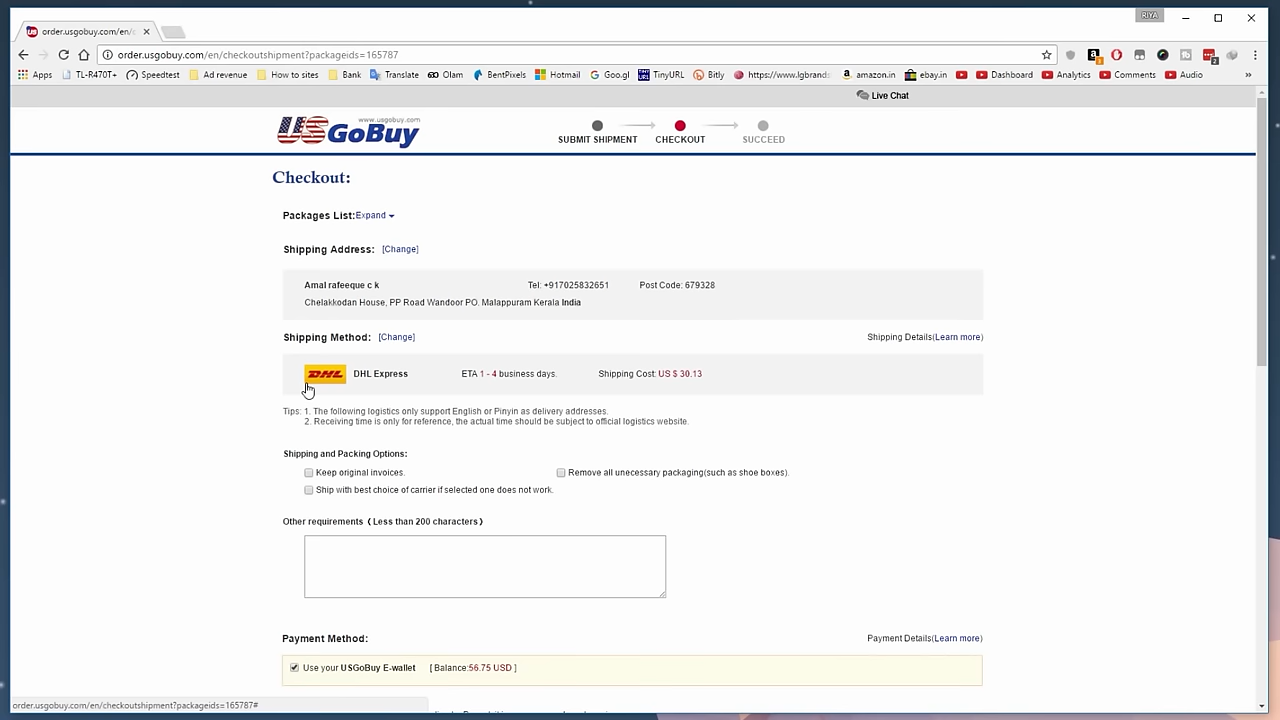 RIYA
US order.usgobuy.com/en/c
order.usgobuy.com/en/checkoutshipment?packageids=165787
Apps TL-R470T+ Speedtest Ad revenue How to sites Bank Translate Olam BentPixels Hotmail Goo.gl TinyURL Bitly https://www.lgbrands amazon.in ebay.in Dashboard Analytics Comments Audio »
Live Chat
www.usgobuy.com
USGoBuy
SUBMIT SHIPMENT CHECKOUT SUCCEED
Checkout:
Packages List:Expand
Shipping Address: [Change]
Amal rafeeque c k Tel: +917025832651 Post Code: 679328
Chelakkodan House, PP Road Wandoor PO. Malappuram Kerala India
Shipping Method: [Change] Shipping Details(Learn more)
DHL DHL Express ETA 1 - 4 business days. Shipping Cost: US $ 30.13
Tips: 1. The following logistics only support English or Pinyin as delivery addresses.
2. Receiving time is only for reference, the actual time should be subject to official logistics website.
Shipping and Packing Options:
Keep original invoices. Remove all unecessary packaging(such as shoe boxes).
Ship with best choice of carrier if selected one does not work.
Other requirements（Less than 200 characters）
Payment Method: Payment Details(Learn more)
Use your USGoBuy E-wallet [ Balance:56.75 USD ]
order.usgobuy.com/en/checkoutshipment?packageids=165787#